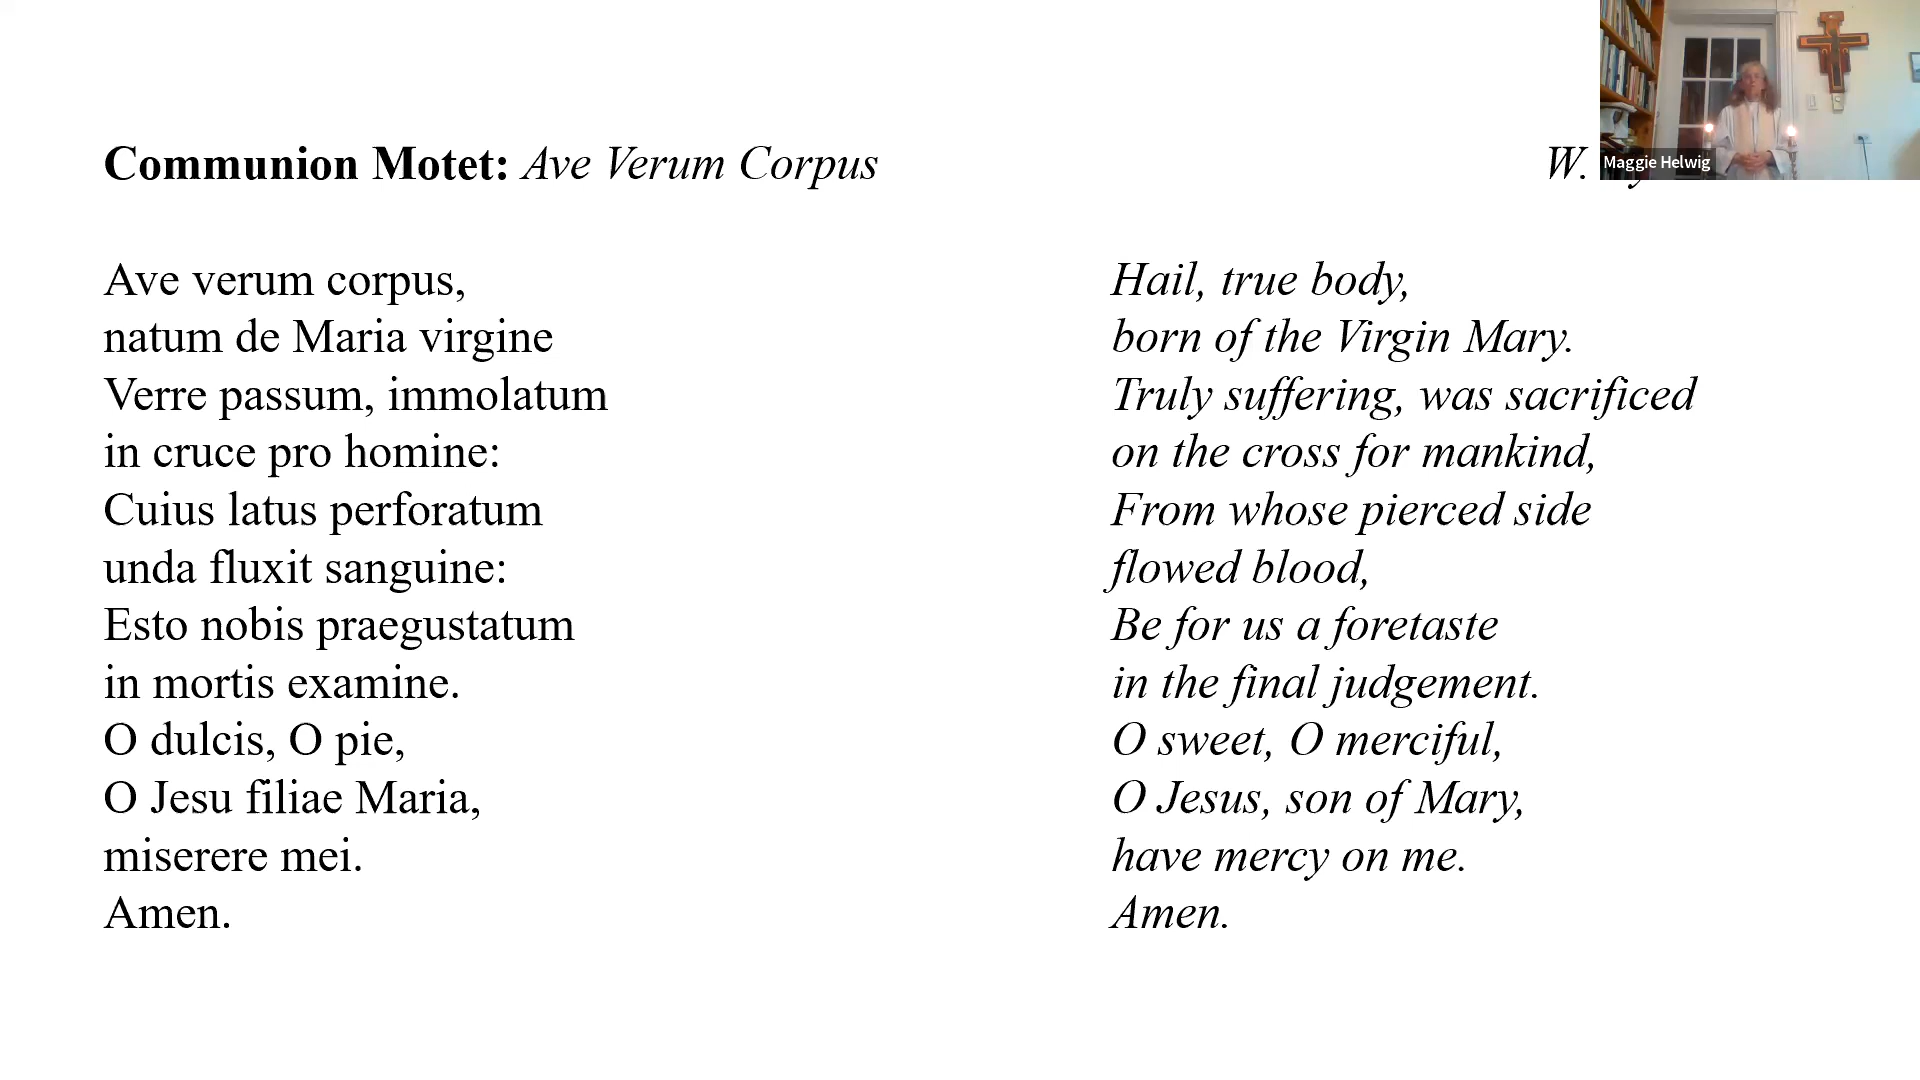 Communion Motet: Ave Verum Corpus
W.
Maggie Helwig
Ave verum corpus,
natum de Maria virgine
Verre passum, immolatum
in cruce pro homine:
Cuius latus perforatum
unda fluxit sanguine:
Esto nobis praegustatum
in mortis examine.
O dulcis, O pie,
O Jesu filiae Maria,
miserere mei.
Amen.
Hail, true body,
born of the Virgin Mary.
Truly suffering, was sacrificed
on the cross for mankind,
From whose pierced side
flowed blood,
Be for us a foretaste
in the final judgement.
O sweet, O merciful,
O Jesus, son of Mary,
have mercy on me.
Amen.